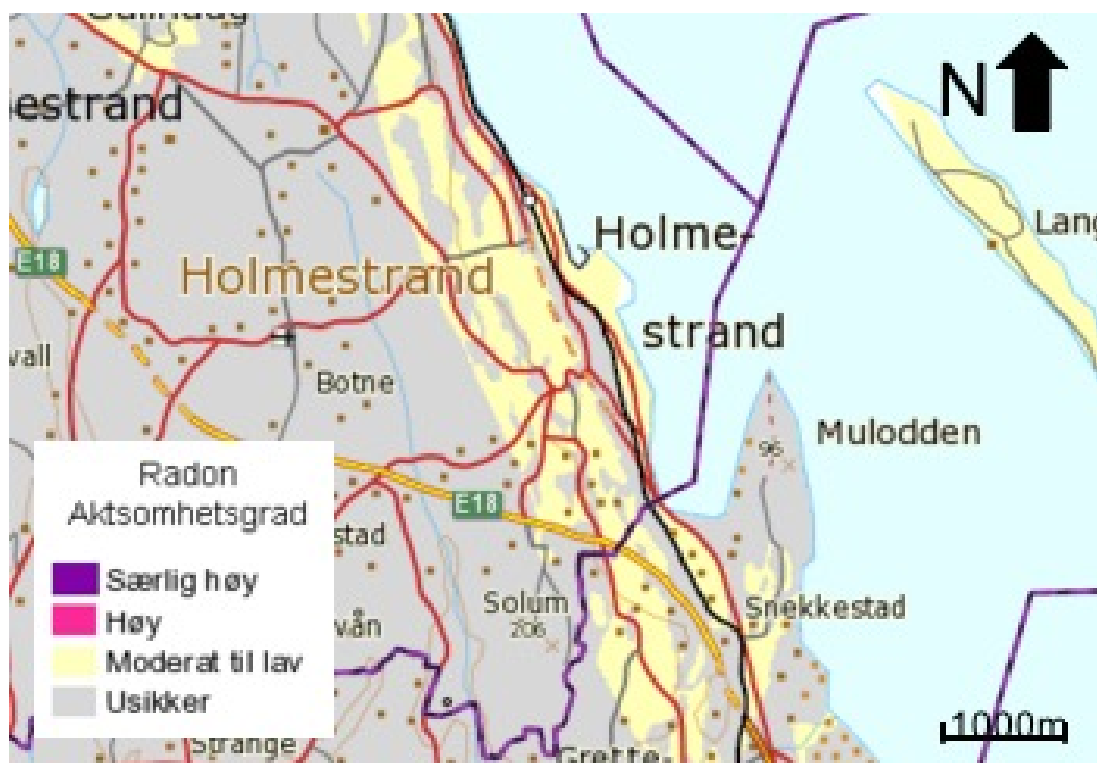 N
estrand
Lang
Holme-
E18
Holmestrand
strand
vall
Botne
Mulodden
96
Radon
Aktsomhetsgrad
E18
stad
Særlig høy
Høy
Solum
Snekkestad
206
vån
Moderat til lav
Usikker
1000m
Strange
Grette